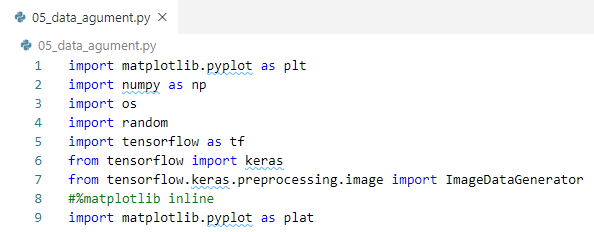 05_data_agument.py
05_data_agument.py
1 import matplotlib.pyplot as plt
2 import numpy as np
3 import os
4 import random
5 import tensorflow as tf
6 from tensorflow import keras
7 from tensorflow.keras.preprocessing.image import ImageDataGenerator
8 #%matplotlib inline
9 import matplotlib.pyplot as plat